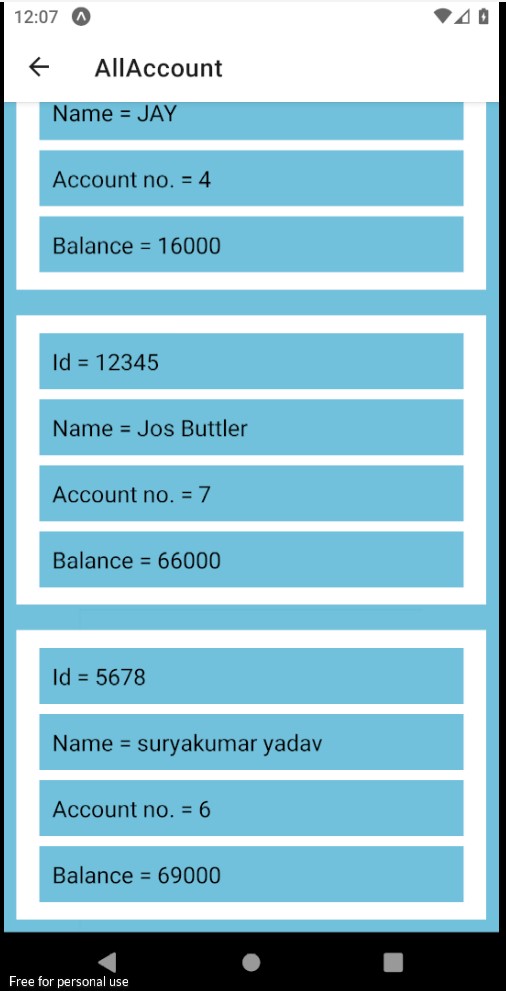 12:07
AllAccount
Name = JAY
Account no. = 4
Balance = 16000
Id = 12345
Name = Jos Buttler
Account no. = 7
Balance = 66000
Id = 5678
Name = suryakumar yadav
Account no. = 6
Balance = 69000
Free for personal use